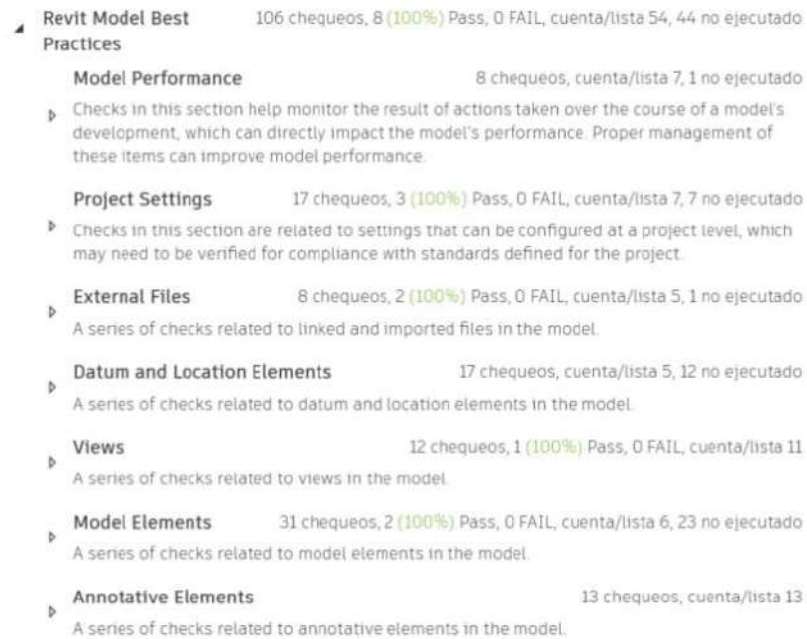 Revit Model Best 106 chequeos, 8 (100%) Pass, 0 FAIL, cuenta/lista 54, 44 no ejecutado
Practices
Model Performance 8 chequeos, cuenta/lista 7, 1 no ejecutado
Checks in this section help monitor the result of actions taken over the course of a model's
development, which can directly impact the model's performance. Proper management of
these items can improve model performance.
Project Settings 17 chequeos, 3 (100%) Pass, 0 FAIL, cuenta/lista 7, 7 no ejecutado
Checks in this section are related to settings that can be configured at a project level, which
may need to be verified for compliance with standards defined for the project.
External Files 8 chequeos, 2 (100%) Pass, 0 FAIL, cuenta/lista 5, 1 no ejecutado
A series of checks related to linked and imported files in the model.
Datum and Location Elements 17 chequeos, cuenta/lista 5, 12 no ejecutado
A series of checks related to datum and location elements in the model.
Views 12 chequeos, 1 (100%) Pass, 0 FAIL, cuenta/lista 11
A series of checks related to views in the model.
Model Elements 31 chequeos, 2 (100%) Pass, 0 FAIL, cuenta/lista 6, 23 no ejecutado
A series of checks related to model elements in the model.
Annotative Elements 13 chequeos, cuenta/lista 13
A series of checks related to annotative elements in the model.